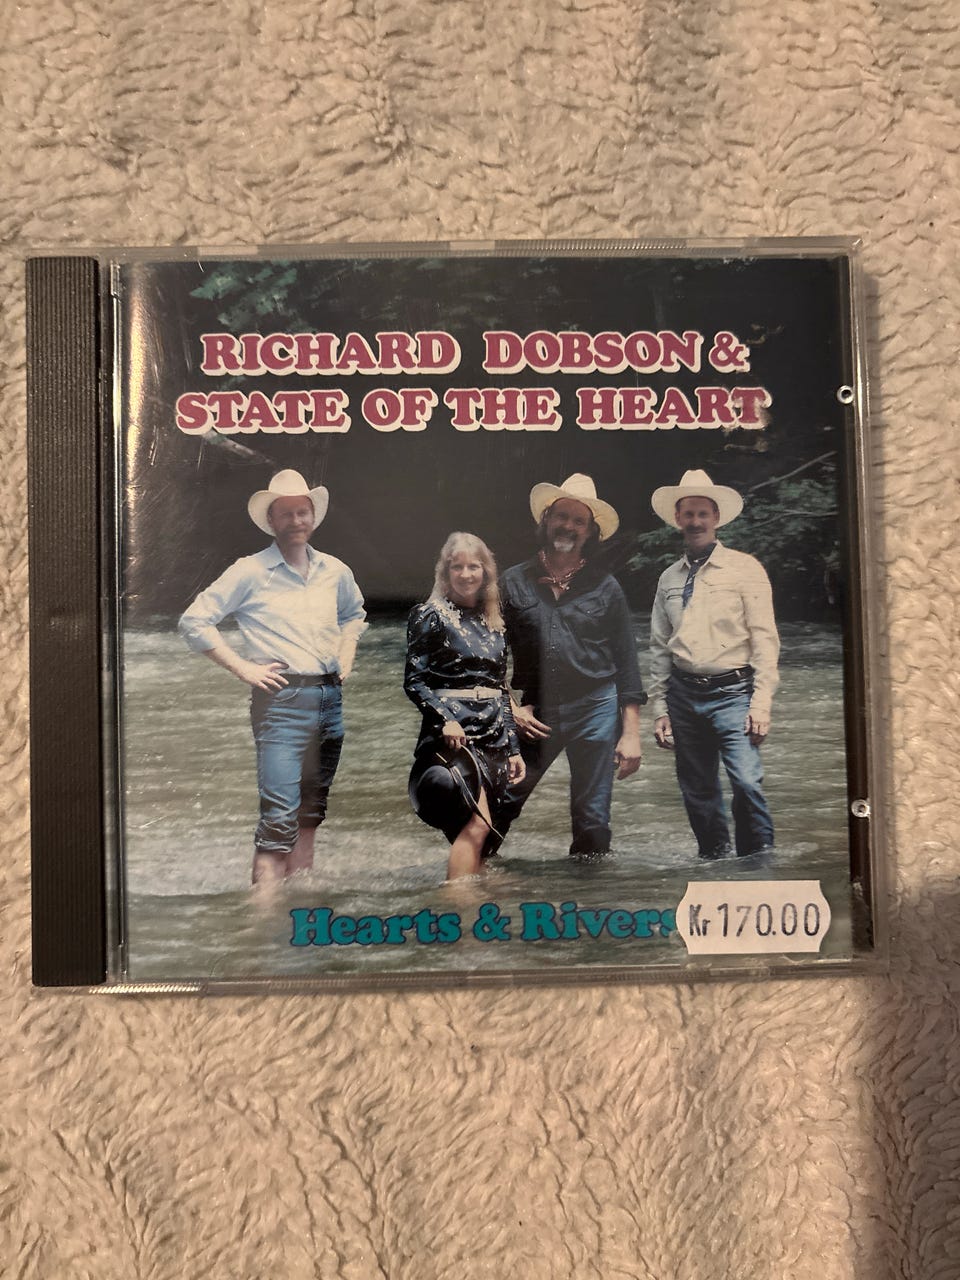 RICHARD DOBSON &
STATE OF THE HEART
Hearts & Rivers
Kr 170.00